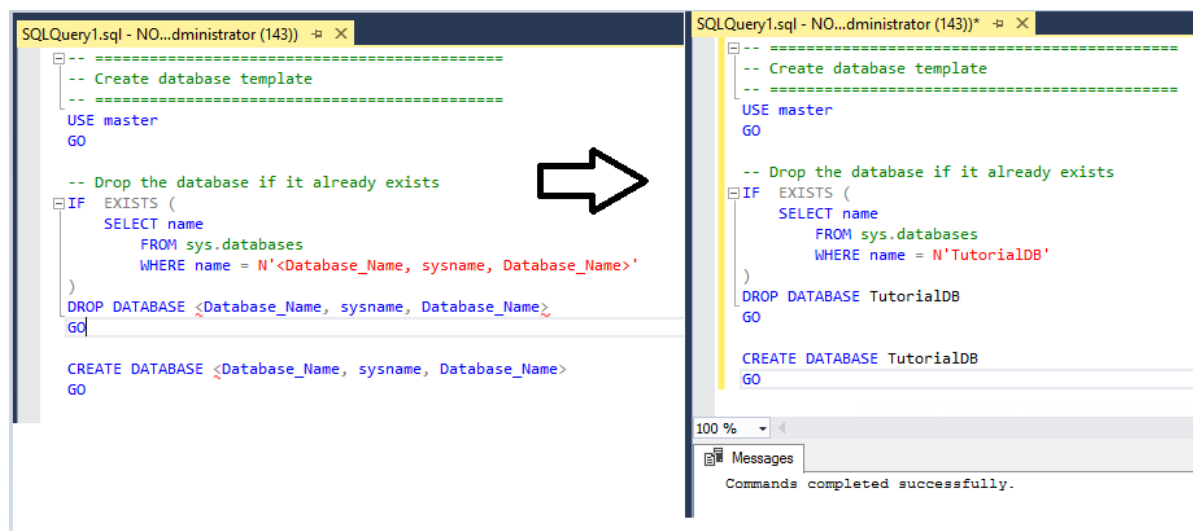 SQLQuery1.sql - NO...dministrator (143))
-- =============================================
-- Create database template
-- =============================================
USE master
GO
-- Drop the database if it already exists
IF  EXISTS (
    SELECT name
        FROM sys.databases
        WHERE name = N'<Database_Name, sysname, Database_Name>'
)
DROP DATABASE <Database_Name, sysname, Database_Name>
GO
CREATE DATABASE <Database_Name, sysname, Database_Name>
GO
SQLQuery1.sql - NO...dministrator (143))*
-- =============================================
-- Create database template
-- =============================================
USE master
GO
-- Drop the database if it already exists
IF  EXISTS (
    SELECT name
        FROM sys.databases
        WHERE name = N'TutorialDB'
)
DROP DATABASE TutorialDB
GO
CREATE DATABASE TutorialDB
GO
100 %
Messages
Commands completed successfully.